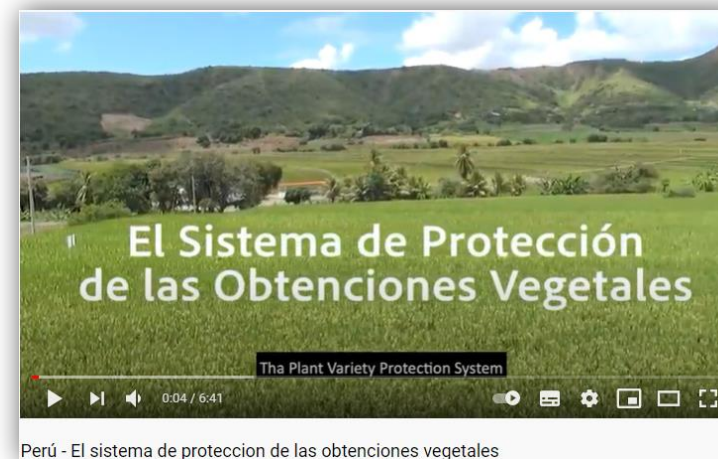 El Sistema de Protección
de las Obtenciones Vegetales
Tha Plant Variety Protection System
0:04 / 6:41
Perú - El sistema de proteccion de las obtenciones vegetales